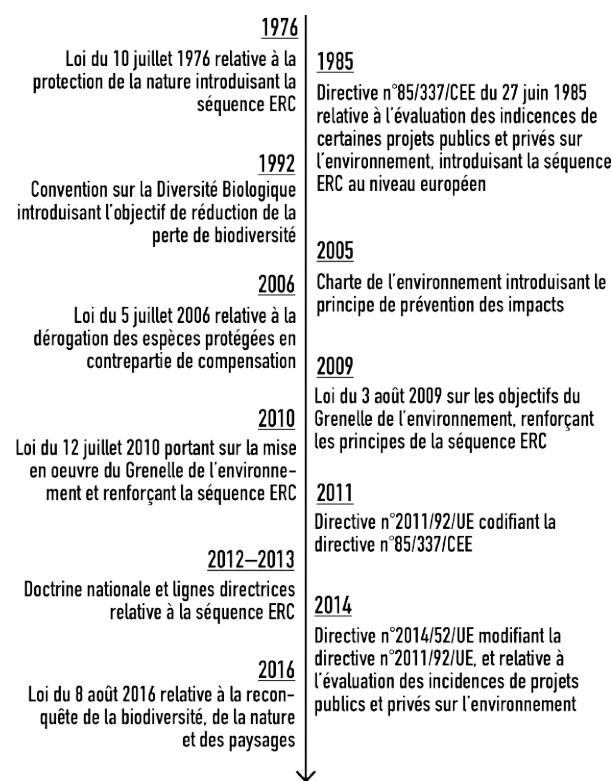 1976
Loi du 10 juillet 1976 relative à la
protection de la nature introduisant la
séquence ERC
1985
Directive n°85/337/CEE du 27 juin 1985
relative à l'évaluation des indicences de
certaines projets publics et privés sur
l'environnement, introduisant la séquence
ERC au niveau européen
1992
Convention sur la Diversité Biologique
introduisant l'objectif de réduction de la
perte de biodiversité
2005
Charte de l'environnement introduisant le
principe de prévention des impacts
2006
Loi du 5 juillet 2006 relative à la
dérogation des espèces protégées en
contrepartie de compensation
2009
Loi du 3 août 2009 sur les objectifs du
Grenelle de l'environnement, renforçant
les principes de la séquence ERC
2010
Loi du 12 juillet 2010 portant sur la mise
en oeuvre du Grenelle de l'environne-
ment et renforçant la séquence ERC
2011
Directive n°2011/92/UE codifiant la
directive n°85/337/CEE
2012–2013
Doctrine nationale et lignes directrices
relative à la séquence ERC
2014
Directive n°2014/52/UE modifiant la
directive n°2011/92/UE, et relative à
l'évaluation des incidences de projets
publics et privés sur l'environnement
2016
Loi du 8 août 2016 relative à la recon-
quête de la biodiversité, de la nature
et des paysages